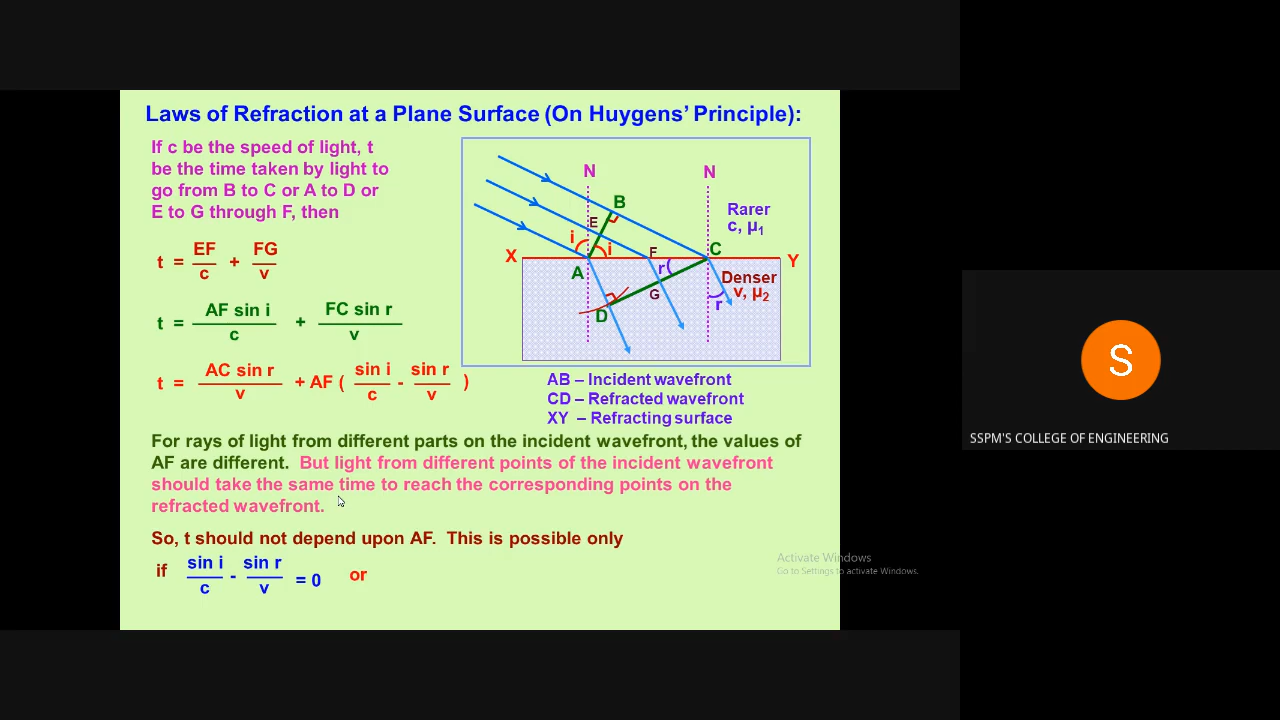 Laws of Refraction at a Plane Surface (On Huygens' Principle):
If c be the speed of light, t
be the time taken by light to
go from B to C or A to D or
E to G through F, then
t = EF/c + FG/v
t = AF sin i/c + FC sin r/v
t = AC sin r/v + AF ( sin i/c - sin r/v )
N N
B
E
Rarer
c, μ1
i i F C
X Y
A r
Denser
v, μ2
G r
D
AB – Incident wavefront
CD – Refracted wavefront
XY – Refracting surface
For rays of light from different parts on the incident wavefront, the values of
AF are different. But light from different points of the incident wavefront
should take the same time to reach the corresponding points on the
refracted wavefront.
So, t should not depend upon AF. This is possible only
if sin i/c - sin r/v = 0 or
Activate Windows
Go to Settings to activate Windows.
S
SSPM'S COLLEGE OF ENGINEERING